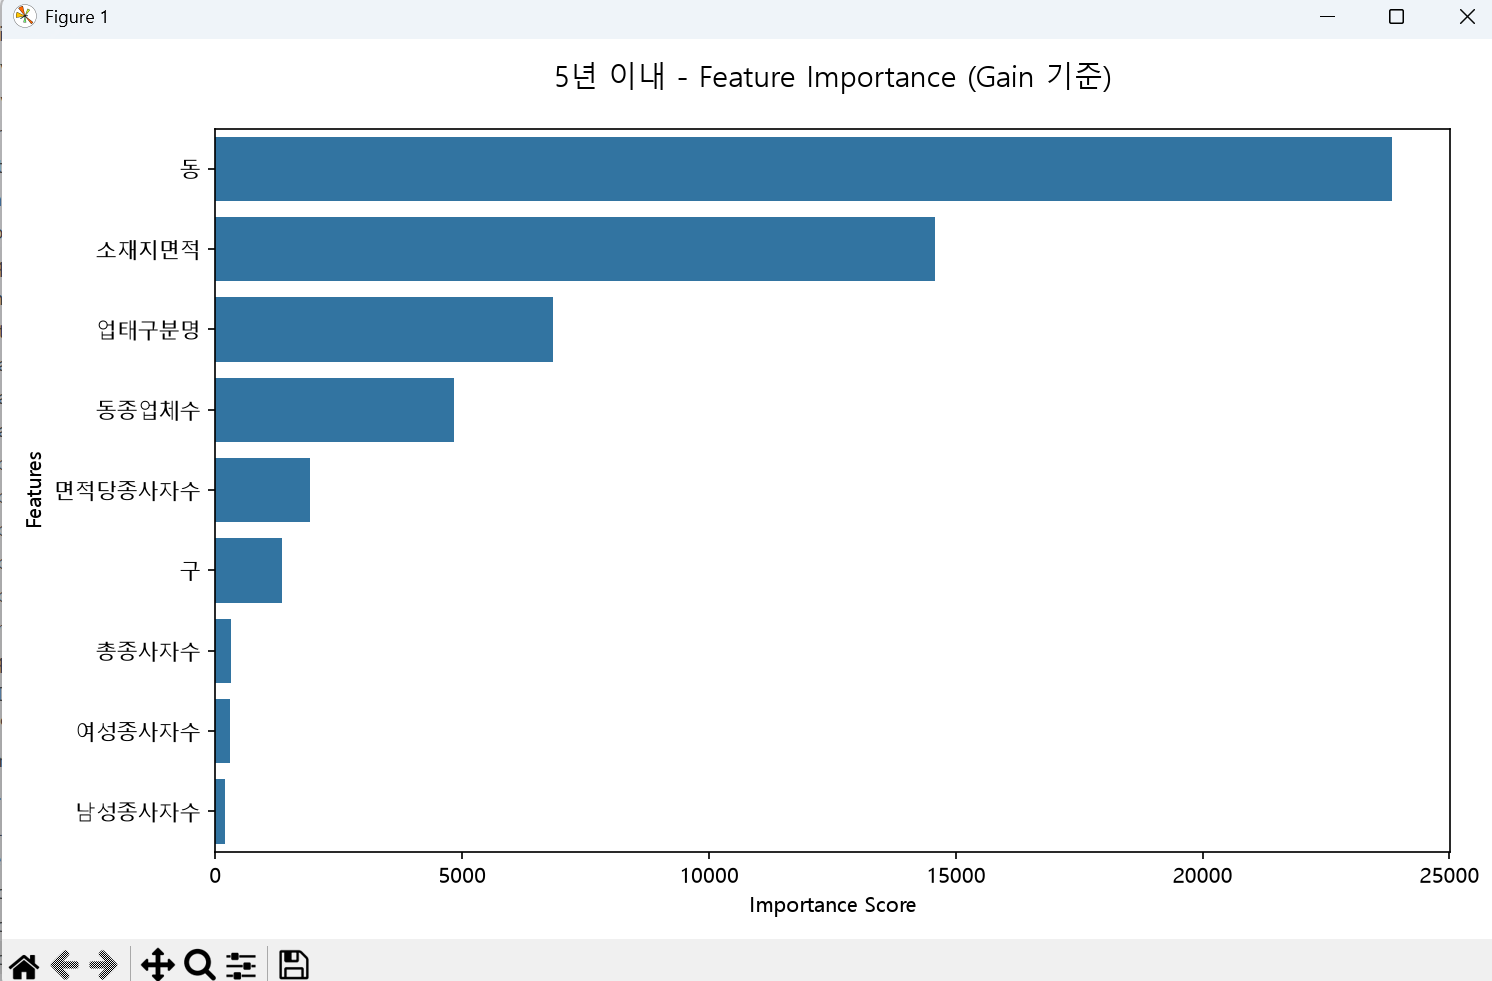 Figure 1
5년 이내 - Feature Importance (Gain 기준)
동
소재지면적
업태구분명
동종업체수
면적당종사자수
구
총종사자수
여성종사자수
남성종사자수
Features
0 5000 10000 15000 20000 25000
Importance Score